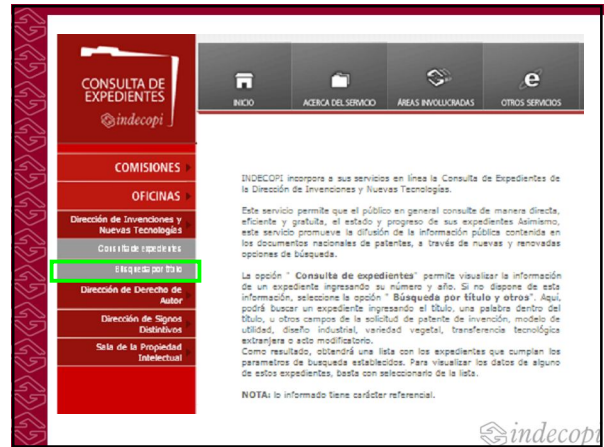 CONSULTA DE
EXPEDIENTES
indecopi
INICIO
ACERCA DEL SERVICIO
ÁREAS INVOLUCRADAS
OTROS SERVICIOS
COMISIONES
OFICINAS
Dirección de Invenciones y
Nuevas Tecnologías
Consulta de expedientes
Búsqueda por título
Dirección de Derecho de
Autor
Dirección de Signos
Distintivos
Sala de la Propiedad
Intelectual
INDECOPI incorpora a sus servicios en línea la Consulta de Expedientes de
la Dirección de Invenciones y Nuevas Tecnologías.
Este servicio permite que el público en general consulte de manera directa,
eficiente y gratuita, el estado y progreso de sus expedientes Asimismo,
este servicio promueve la difusión de la información pública contenida en
los documentos nacionales de patentes, a través de nuevas y renovadas
opciones de búsqueda.
La opción " Consulta de expedientes" permite visualizar la información
de un expediente ingresando su número y año. Si no dispone de esta
información, seleccione la opción " Búsqueda por título y otros". Aquí,
podrá buscar un expediente ingresando el título, una palabra dentro del
título, u otros campos de la solicitud de patente de invención, modelo de
utilidad, diseño industrial, variedad vegetal, transferencia tecnológica
extranjera o acto modificatorio.
Como resultado, obtendrá una lista con los expedientes que cumplan los
parametros de busqueda establecidos. Para visualizar los datos de alguno
de estos expedientes, basta con seleccionarlo de la lista.
NOTA: lo informado tiene carácter referencial.
indecopi